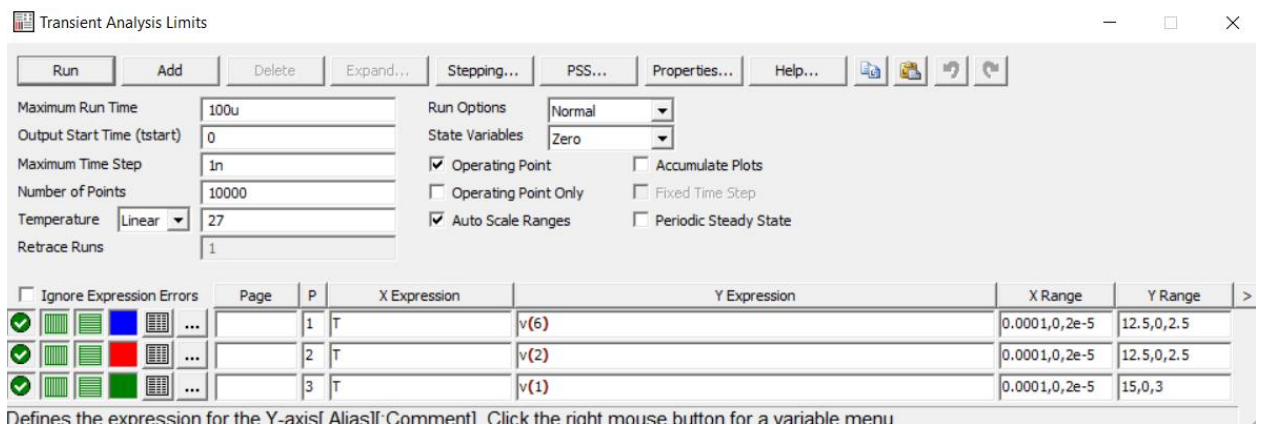 Transient Analysis Limits
Run Add Delete Expand... Stepping... PSS... Properties... Help...
Maximum Run Time 100u Run Options Normal
Output Start Time (tstart) 0 State Variables Zero
Maximum Time Step 1n Operating Point Accumulate Plots
Number of Points 10000 Operating Point Only Fixed Time Step
Temperature Linear 27 Auto Scale Ranges Periodic Steady State
Retrace Runs 1
Ignore Expression Errors Page P X Expression Y Expression X Range Y Range >
... 1 T v(6) 0.0001,0,2e-5 12.5,0,2.5
... 2 T v(2) 0.0001,0,2e-5 12.5,0,2.5
... 3 T v(1) 0.0001,0,2e-5 15,0,3
Defines the expression for the Y-axis[ Alias][:Comment]. Click the right mouse button for a variable menu